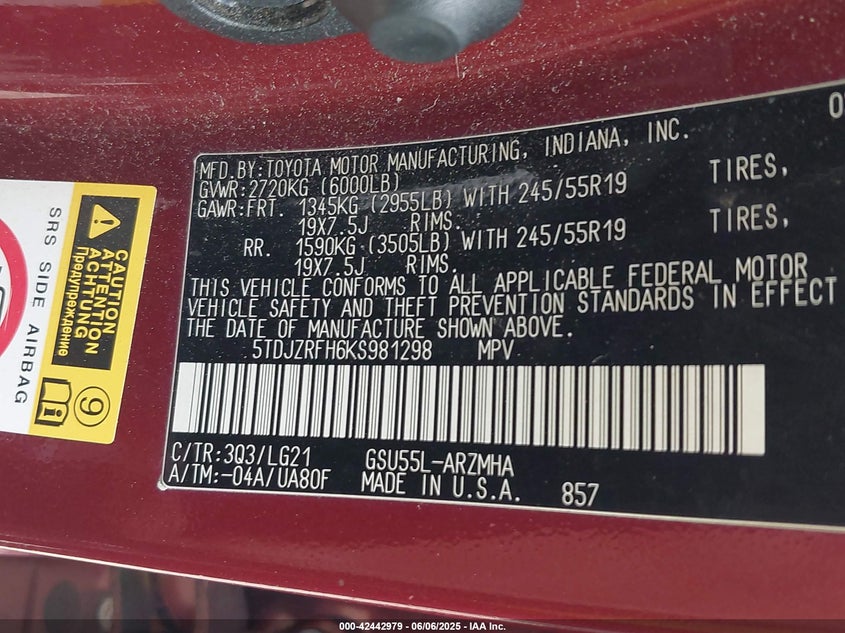 MFD.BY:TOYOTA MOTOR MANUFACTURING, INDIANA, INC.
GVWR:2720KG (6000LB)
GAWR:FRT. 1345KG (2955LB) WITH 245/55R19 TIRES,
19X7.5J RIMS.
RR. 1590KG (3505LB) WITH 245/55R19 TIRES,
19X7.5J RIMS.
THIS VEHICLE CONFORMS TO ALL APPLICABLE FEDERAL MOTOR
VEHICLE SAFETY AND THEFT PREVENTION STANDARDS IN EFFECT
THE DATE OF MANUFACTURE SHOWN ABOVE.
5TDJZRFH6KS981298 MPV
C/TR:3Q3/LG21 GSU55L-ARZMHA
A/TM:-04A/UA80F MADE IN U.S.A. 857
SRS SIDE AIRBAG
CAUTION
ATTENTION
ACHTUNG
Предупреждение
9
000-42442979 - 06/06/2025 - IAA Inc.